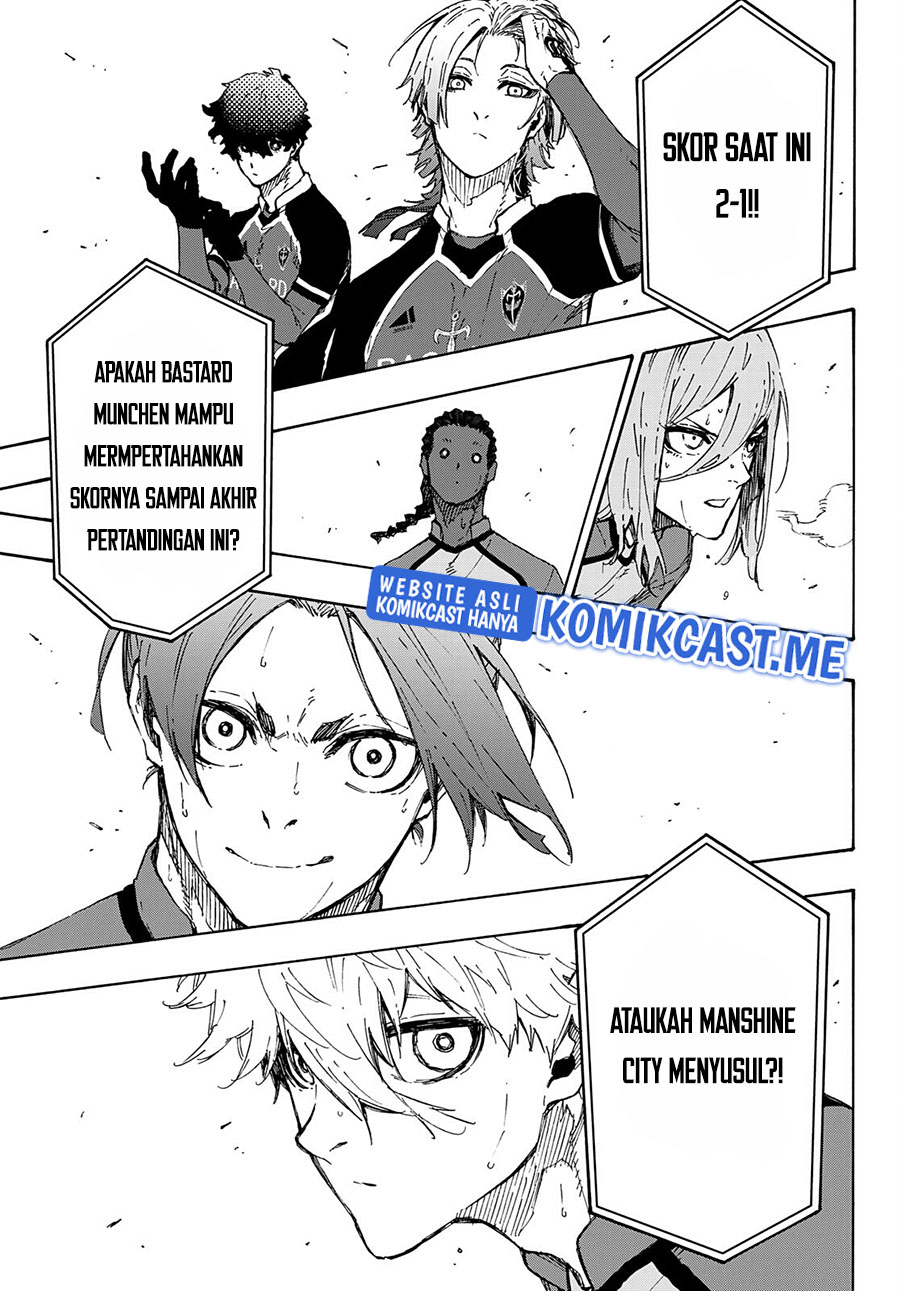 SKOR SAAT INI
2-1!!
APAKAH BASTARD
MUNCHEN MAMPU
MERMPERTAHANKAN
SKORNYA SAMPAI AKHIR
PERTANDINGAN INI?
WEBSITE ASLI
KOMIKCAST HANYA
KOMIKCAST.ME
ATAUKAH MANSHINE
CITY MENYUSUL?!